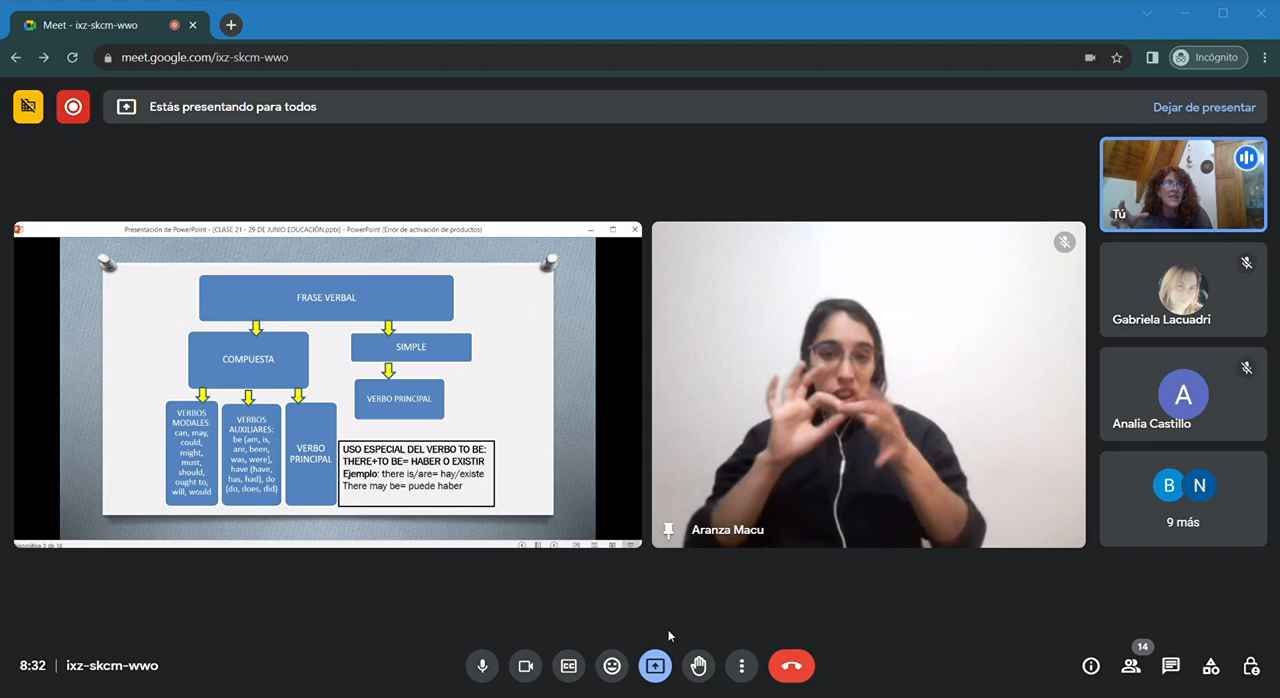 Meet - ixz-skcm-wwo
meet.google.com/ixz-skcm-wwo
Incógnito
Estás presentando para todos
Dejar de presentar
Presentación de PowerPoint - [CLASE 21 - 29 DE JUNIO EDUCACIÓN.pptx] - PowerPoint (Error de activación de productos)
FRASE VERBAL
COMPUESTA
SIMPLE
VERBO PRINCIPAL
VERBOS
MODALES:
can, may,
could,
might,
must,
should,
ought to,
will, would
VERBOS
AUXILIARES:
be (am, is,
are, been,
was, were),
have (have,
has, had), do
(do, does, did)
VERBO
PRINCIPAL
USO ESPECIAL DEL VERBO TO BE:
THERE+TO BE= HABER O EXISTIR
Ejemplo: there is/are= hay/existe
There may be= puede haber
Aranza Macu
Tú
Gabriela Lacuadri
A
Analia Castillo
B N
9 más
8:32 | ixz-skcm-wwo
14